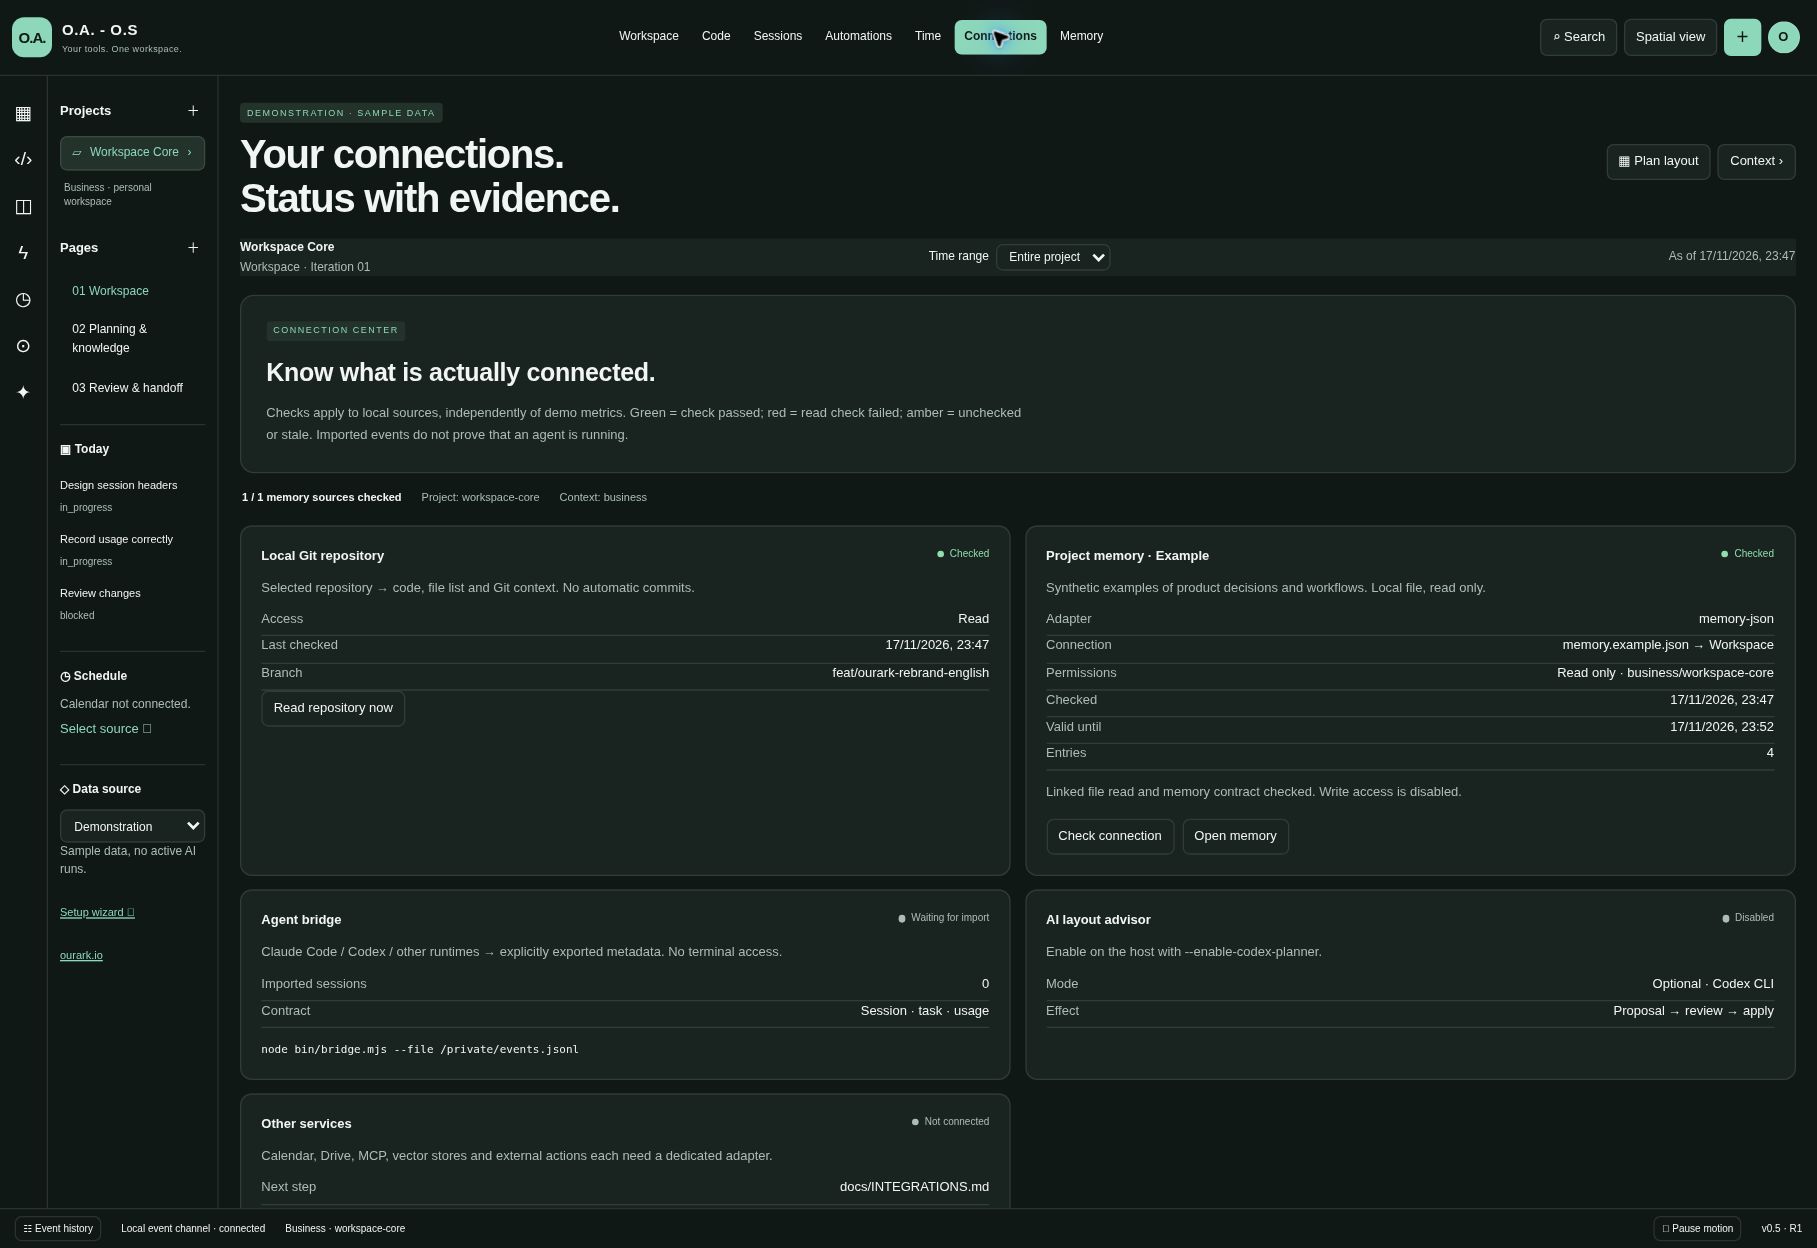 O.A.
O.A. - O.S
Your tools. One workspace.
Workspace
Code
Sessions
Automations
Time
Memory
Search
Spatial view
+
O
Projects
+
Workspace Core ›
Business · personal
workspace
Pages
+
01 Workspace
02 Planning &
knowledge
03 Review & handoff
Today
Design session headers
in_progress
Record usage correctly
in_progress
Review changes
blocked
Schedule
Calendar not connected.
Select source
Data source
Demonstration
Sample data, no active AI
runs.
Setup wizard
ourark.io
DEMONSTRATION · SAMPLE DATA
Your connections.
Status with evidence.
Plan layout
Context ›
Workspace Core
Workspace · Iteration 01
Time range
Entire project
As of 17/11/2026, 23:47
CONNECTION CENTER
Know what is actually connected.
Checks apply to local sources, independently of demo metrics. Green = check passed; red = read check failed; amber = unchecked
or stale. Imported events do not prove that an agent is running.
1 / 1 memory sources checked
Project: workspace-core
Context: business
Local Git repository
Checked
Selected repository → code, file list and Git context. No automatic commits.
Access
Read
Last checked
17/11/2026, 23:47
Branch
feat/ourark-rebrand-english
Read repository now
Project memory · Example
Checked
Synthetic examples of product decisions and workflows. Local file, read only.
Adapter
memory-json
Connection
memory.example.json → Workspace
Permissions
Read only · business/workspace-core
Checked
17/11/2026, 23:47
Valid until
17/11/2026, 23:52
Entries
4
Linked file read and memory contract checked. Write access is disabled.
Check connection
Open memory
Agent bridge
Waiting for import
Claude Code / Codex / other runtimes → explicitly exported metadata. No terminal access.
Imported sessions
0
Contract
Session · task · usage
node bin/bridge.mjs --file /private/events.jsonl
AI layout advisor
Disabled
Enable on the host with --enable-codex-planner.
Mode
Optional · Codex CLI
Effect
Proposal → review → apply
Other services
Not connected
Calendar, Drive, MCP, vector stores and external actions each need a dedicated adapter.
Next step
docs/INTEGRATIONS.md
Event history
Local event channel · connected
Business · workspace-core
Pause motion
v0.5 · R1